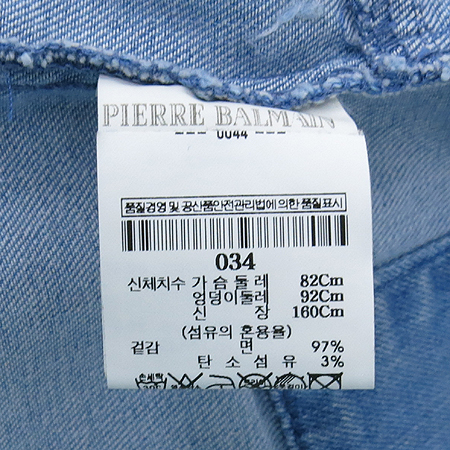 PIERRE BALMAIN
--- 0044 ---
품질경영 및 공산품안전관리법에 의한 품질표시
034
신체치수 가 슴 둘 레 82Cm
엉덩이둘레 92Cm
신 장 160Cm
(섬유의 혼용율)
겉감 면 97%
탄 소 섬 유 3%
손세탁